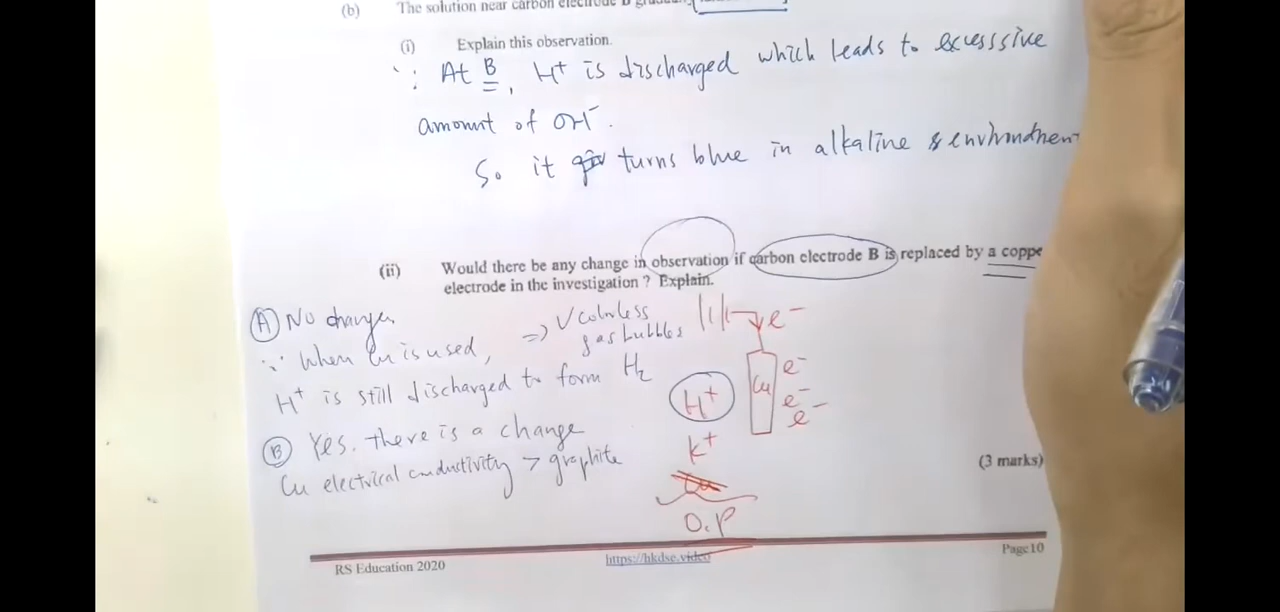 (b) The solution near carbon electrode B
(i) Explain this observation.
∵ At B, H+ is discharged which leads to excesssive
amount of OH-.
So it turns blue in alkaline
(ii) Would there be any change in observation if carbon electrode B is replaced by a coppe
electrode in the investigation ? Explain.
(A) No change,
∵ When Cu is used,
H+ is still discharged to form H2
=) colorless
gas bubbles
(B) Yes. there is a change
Cu electrical conductivity > graphite
e-
Cu
e-
e-
e-
H+
K+
O.P
(3 marks)
RS Education 2020
https://hkdse.video
Page10